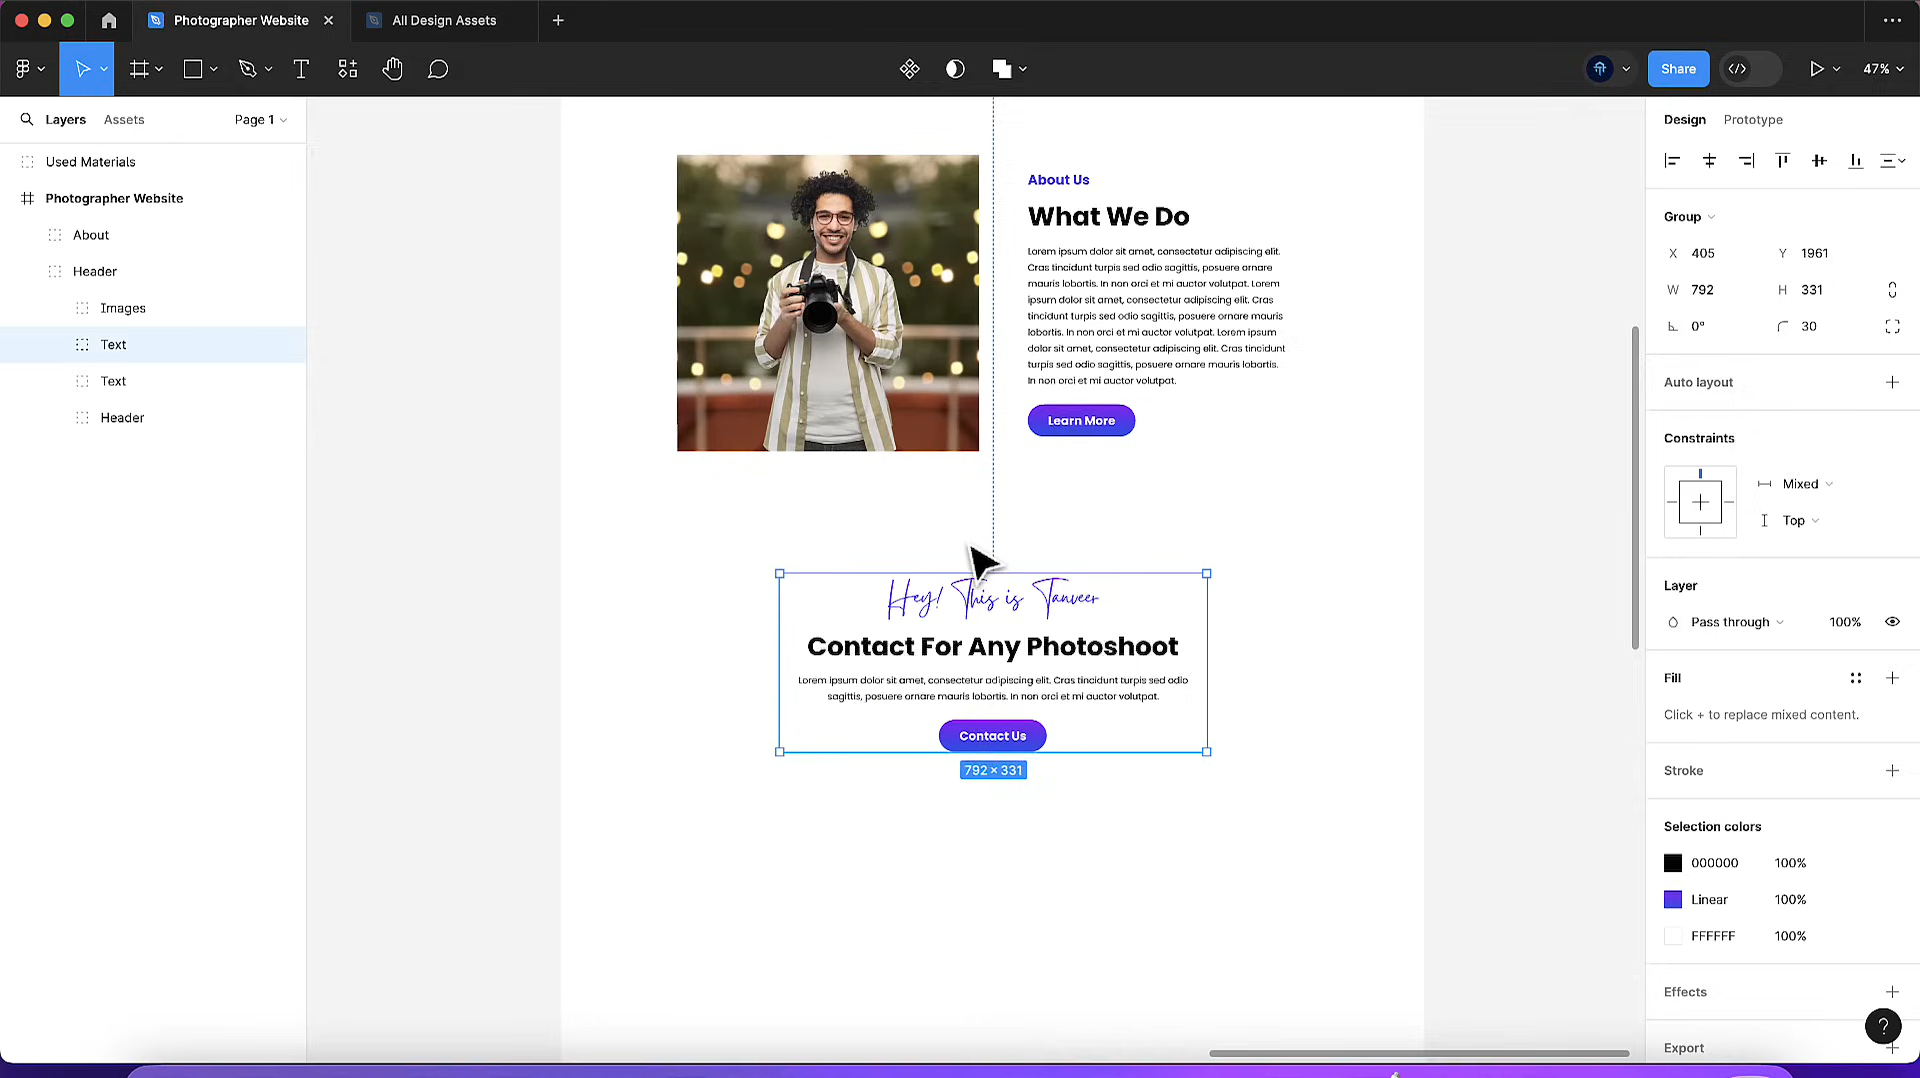 Photographer Website
All Design Assets
Share
47%
Layers
Assets
Page 1
Used Materials
Photographer Website
About
Header
Images
Text
Text
Header
About Us
What We Do
Lorem ipsum dolor sit amet, consectetur adipiscing elit.
Cras tincidunt turpis sed odio sagittis, posuere ornare
mauris lobortis. In non orci et mi auctor volutpat. Lorem
ipsum dolor sit amet, consectetur adipiscing elit. Cras
tincidunt turpis sed odio sagittis, posuere ornare mauris
lobortis. In non orci et mi auctor volutpat. Lorem ipsum
dolor sit amet, consectetur adipiscing elit. Cras tincidunt
turpis sed odio sagittis, posuere ornare mauris lobortis.
In non orci et mi auctor volutpat.
Learn More
Hey! This is Tanveer
Contact For Any Photoshoot
Lorem ipsum dolor sit amet, consectetur adipiscing elit. Cras tincidunt turpis sed odio
sagittis, posuere ornare mauris lobortis. In non orci et mi auctor volutpat.
Contact Us
792 × 331
Design
Prototype
Group
X 405
Y 1961
W 792
H 331
0°
30
Auto layout
Constraints
Mixed
Top
Layer
Pass through
100%
Fill
Click + to replace mixed content.
Stroke
Selection colors
000000 100%
Linear 100%
FFFFFF 100%
Effects
Export
?